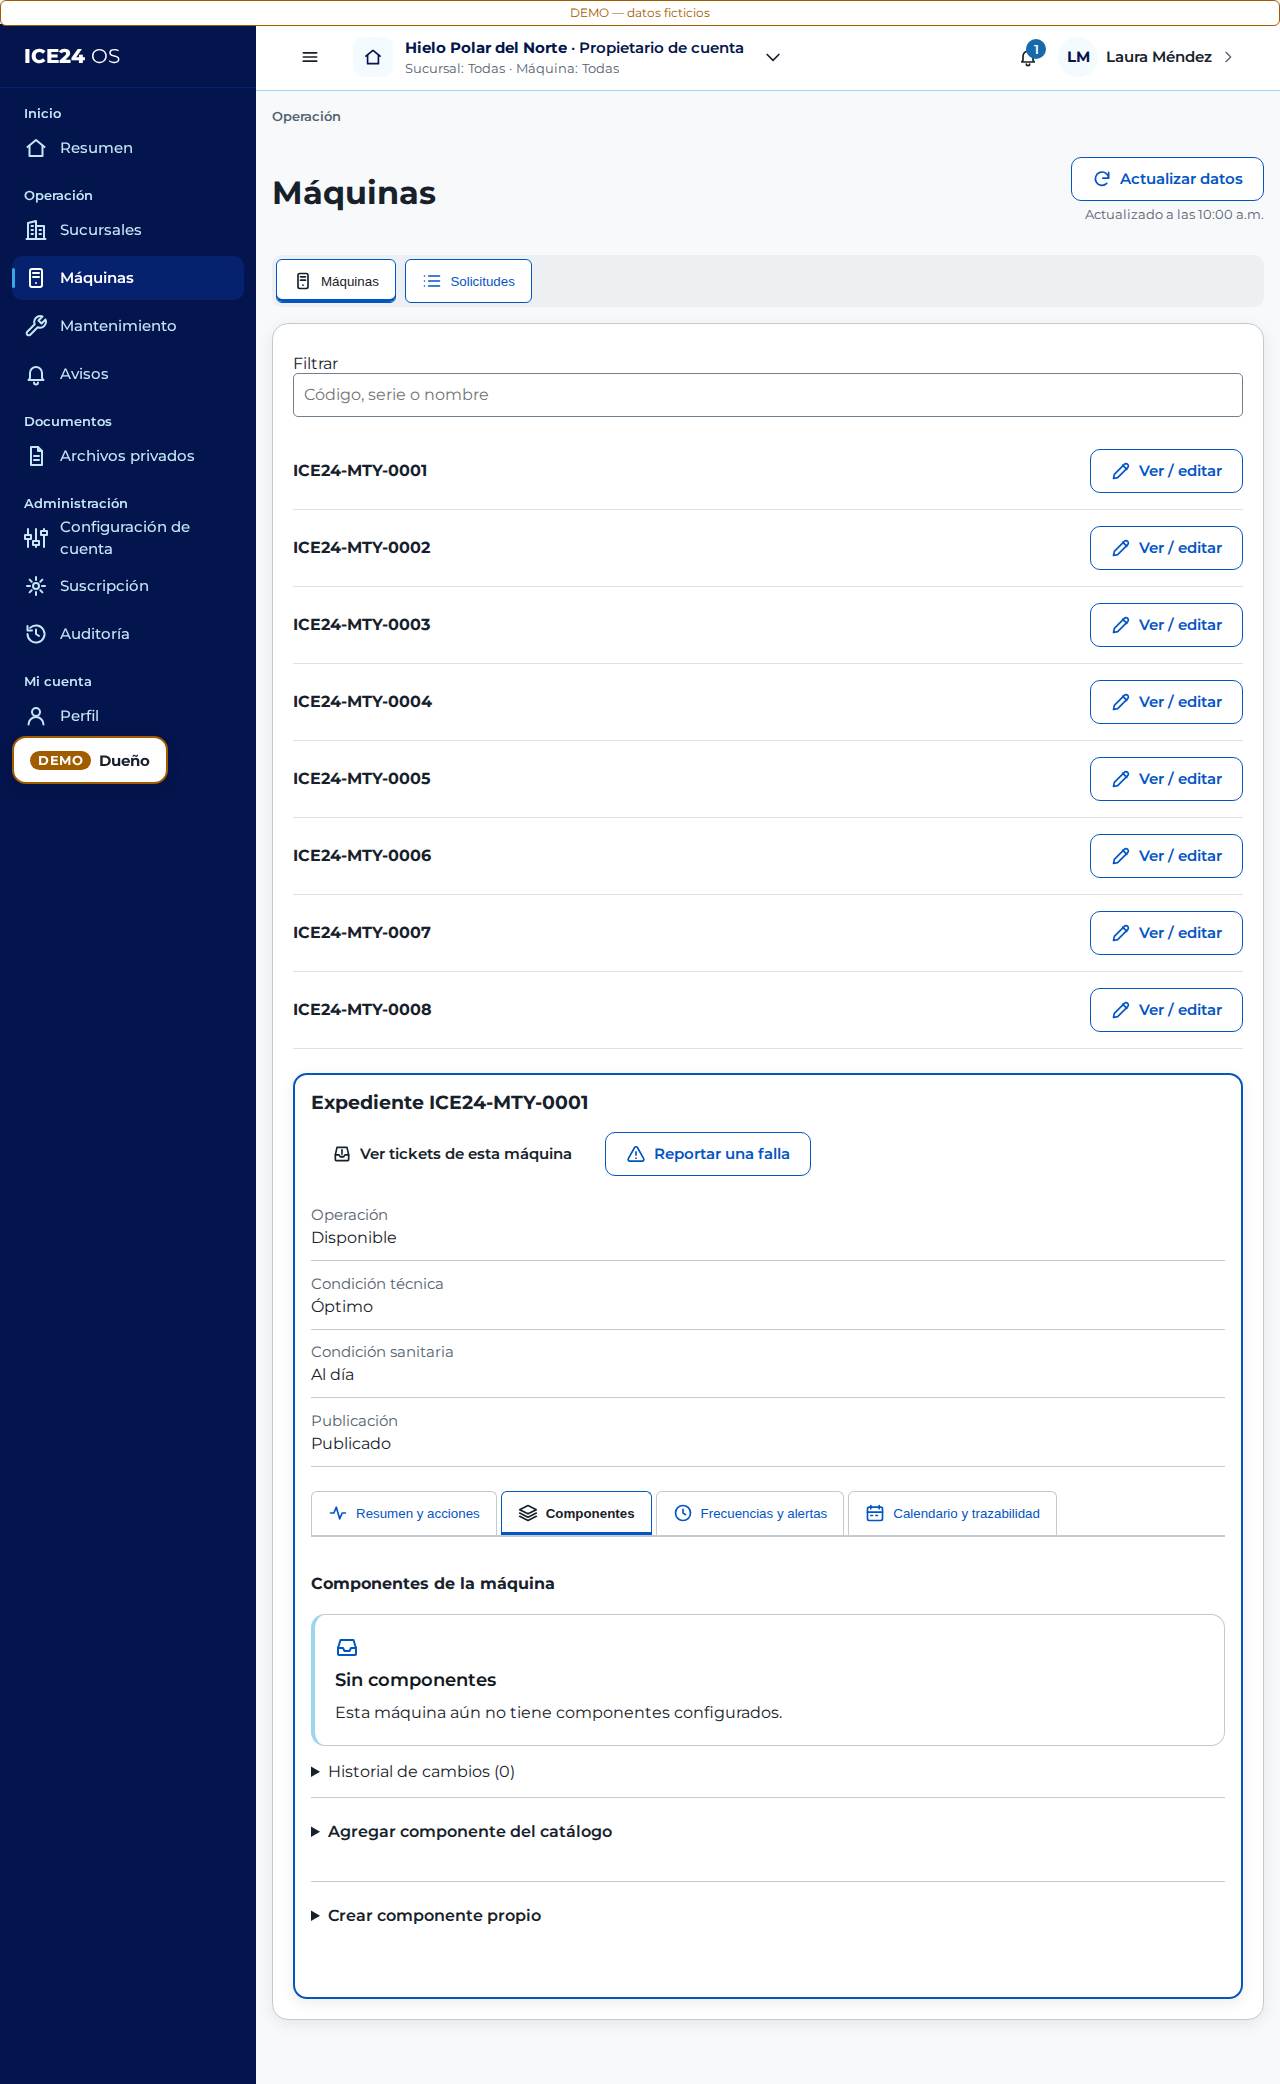 DEMO — datos ficticios
ICE24 OS
Hielo Polar del Norte · Propietario de cuenta
Sucursal: Todas · Máquina: Todas
1
LM
Laura Méndez
Inicio
Resumen
Operación
Sucursales
Máquinas
Mantenimiento
Avisos
Documentos
Archivos privados
Administración
Configuración de
cuenta
Suscripción
Auditoría
Mi cuenta
Perfil
DEMO Dueño
Operación
Máquinas
Actualizar datos
Actualizado a las 10:00 a.m.
Máquinas
Solicitudes
Filtrar
Código, serie o nombre
ICE24-MTY-0001
Ver / editar
ICE24-MTY-0002
Ver / editar
ICE24-MTY-0003
Ver / editar
ICE24-MTY-0004
Ver / editar
ICE24-MTY-0005
Ver / editar
ICE24-MTY-0006
Ver / editar
ICE24-MTY-0007
Ver / editar
ICE24-MTY-0008
Ver / editar
Expediente ICE24-MTY-0001
Ver tickets de esta máquina
Reportar una falla
Operación
Disponible
Condición técnica
Óptimo
Condición sanitaria
Al día
Publicación
Publicado
Resumen y acciones
Componentes
Frecuencias y alertas
Calendario y trazabilidad
Componentes de la máquina
Sin componentes
Esta máquina aún no tiene componentes configurados.
Historial de cambios (0)
Agregar componente del catálogo
Crear componente propio